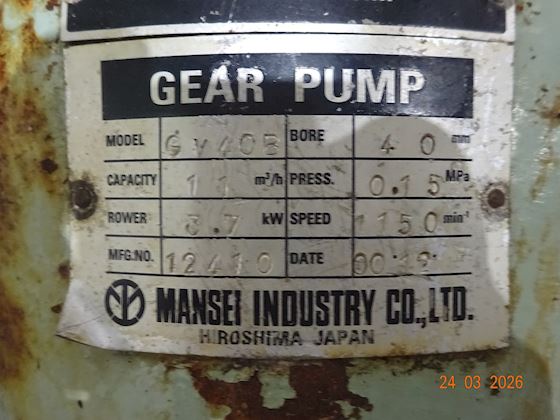 GEAR PUMP
MODEL GY40B BORE 40 mm
CAPACITY 11 m³/h PRESS. 0.15 MPa
ROWER 3.7 kW SPEED 1150 min⁻¹
MFG.NO. 12410 DATE
MANSEI INDUSTRY CO.,LTD.
HIROSHIMA JAPAN
24 03 2026